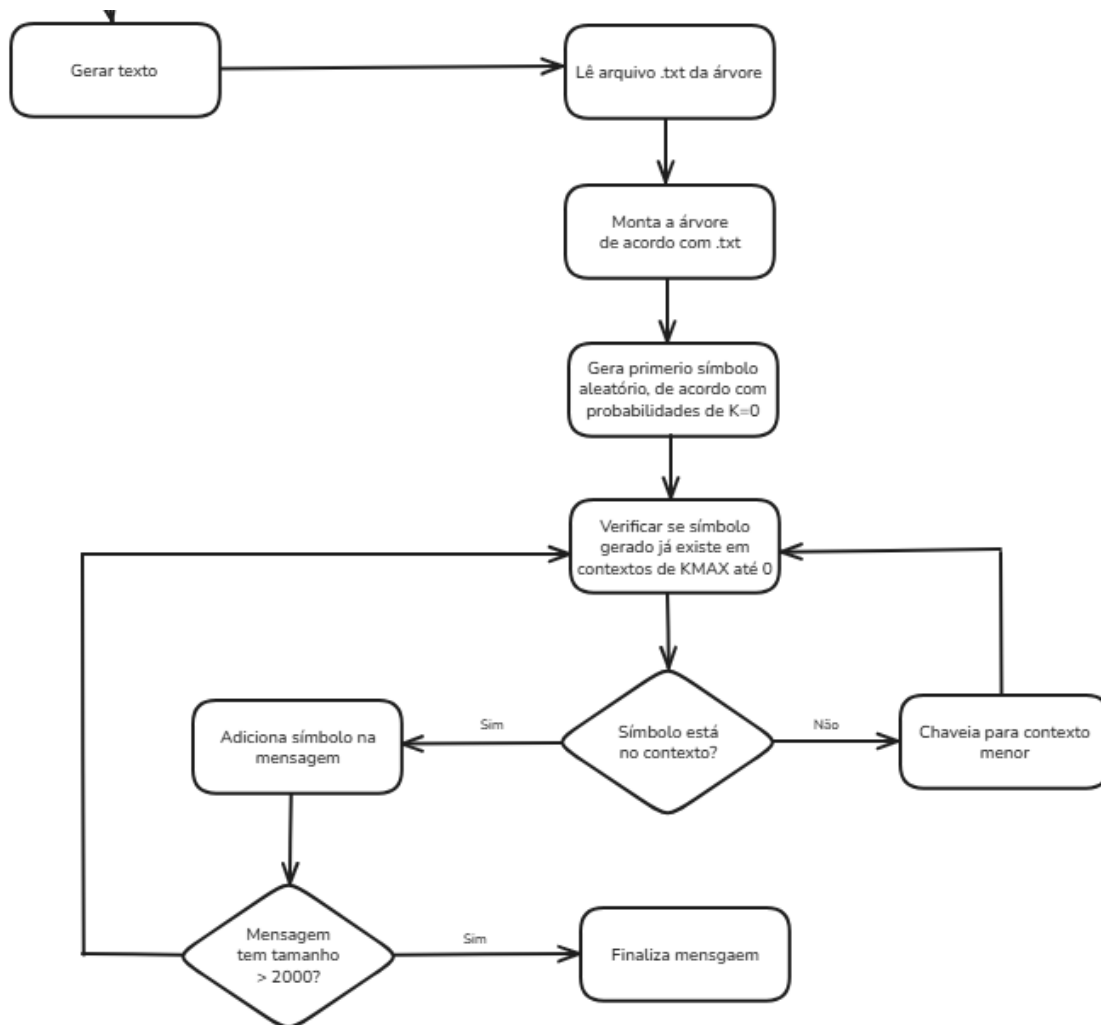 Gerar texto
Lê arquivo .txt da árvore
Monta a árvore
de acordo com .txt
Gera primerio símbolo
aleatório, de acordo com
probabilidades de K=0
Verificar se símbolo
gerado já existe em
contextos de KMAX até 0
Símbolo está
no contexto?
Sim
Não
Adiciona símbolo na
mensagem
Chaveia para contexto
menor
Mensagem
tem tamanho
> 2000?
Sim
Finaliza mensgaem